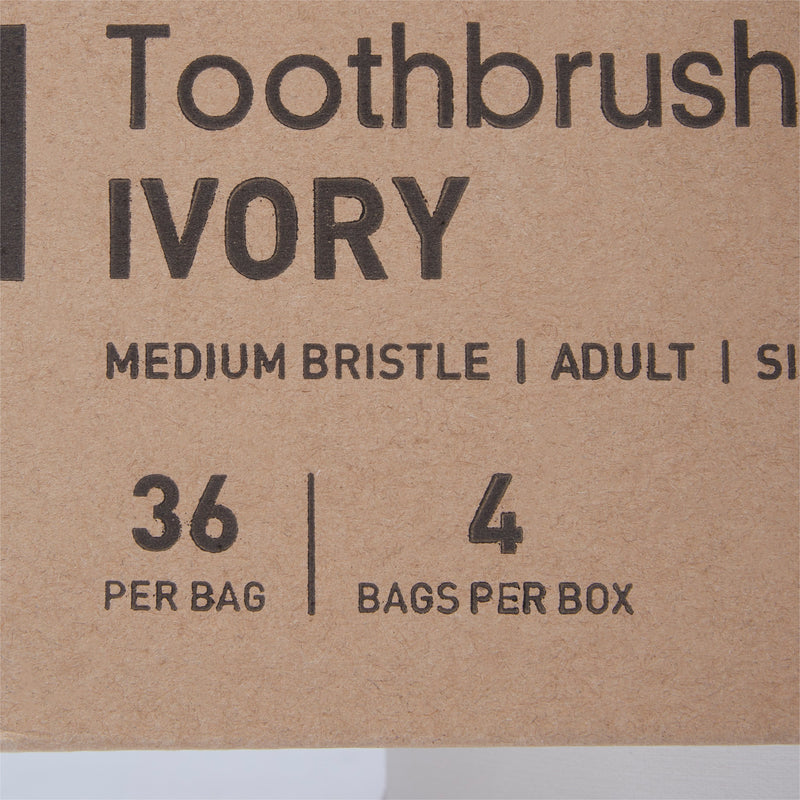 Toothbrush
IVORY
MEDIUM BRISTLE | ADULT |
36 4
PER BAG BAGS PER BOX